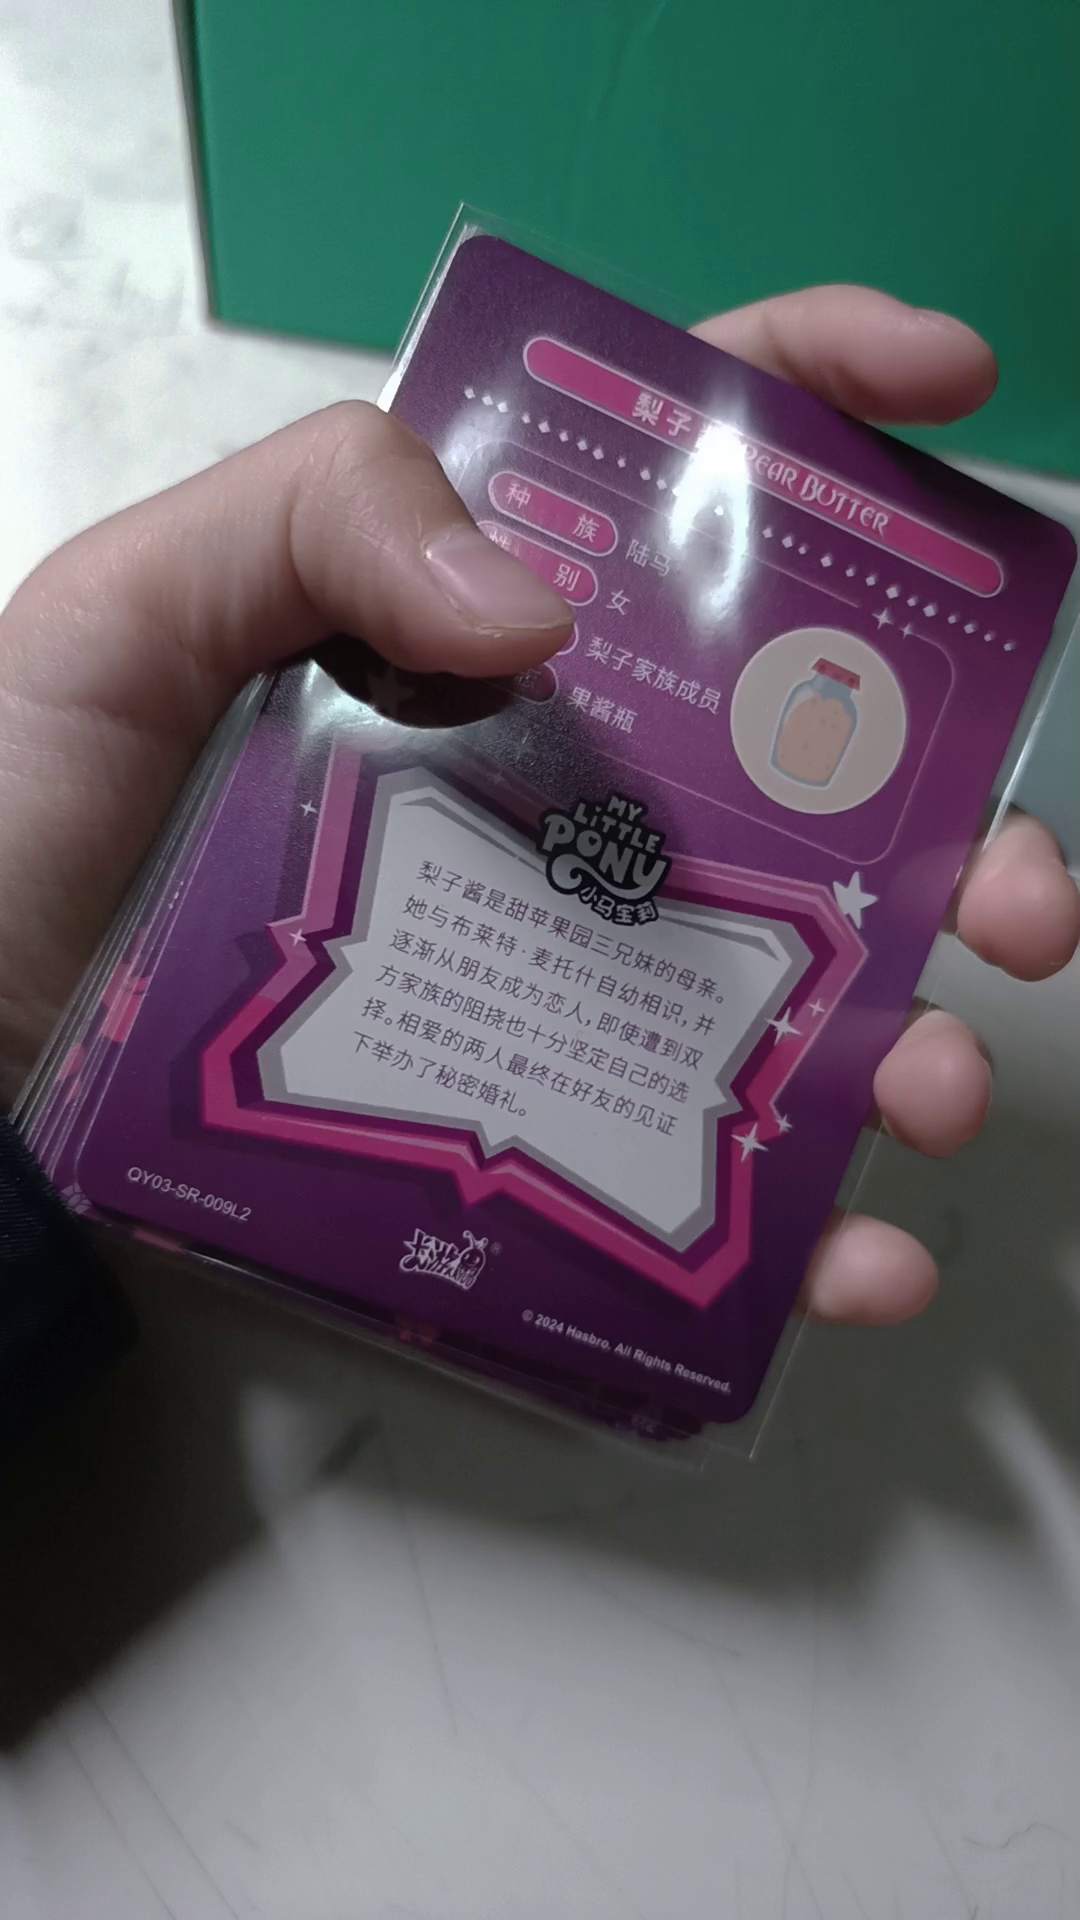 梨子 PEAR BUTTER
种 族 陆马
别 女
梨子家族成员
果酱瓶
MY
LITTLE
PONY
小马宝莉
梨子酱是甜苹果园三兄妹的母亲。
她与布莱特·麦托什自幼相识,并
逐渐从朋友成为恋人,即使遭到双
方家族的阻挠也十分坚定自己的选
择。相爱的两人最终在好友的见证
下举办了秘密婚礼。
QY03-SR-009L2
卡游
KAYOU
© 2024 Hasbro. All Rights Reserved.